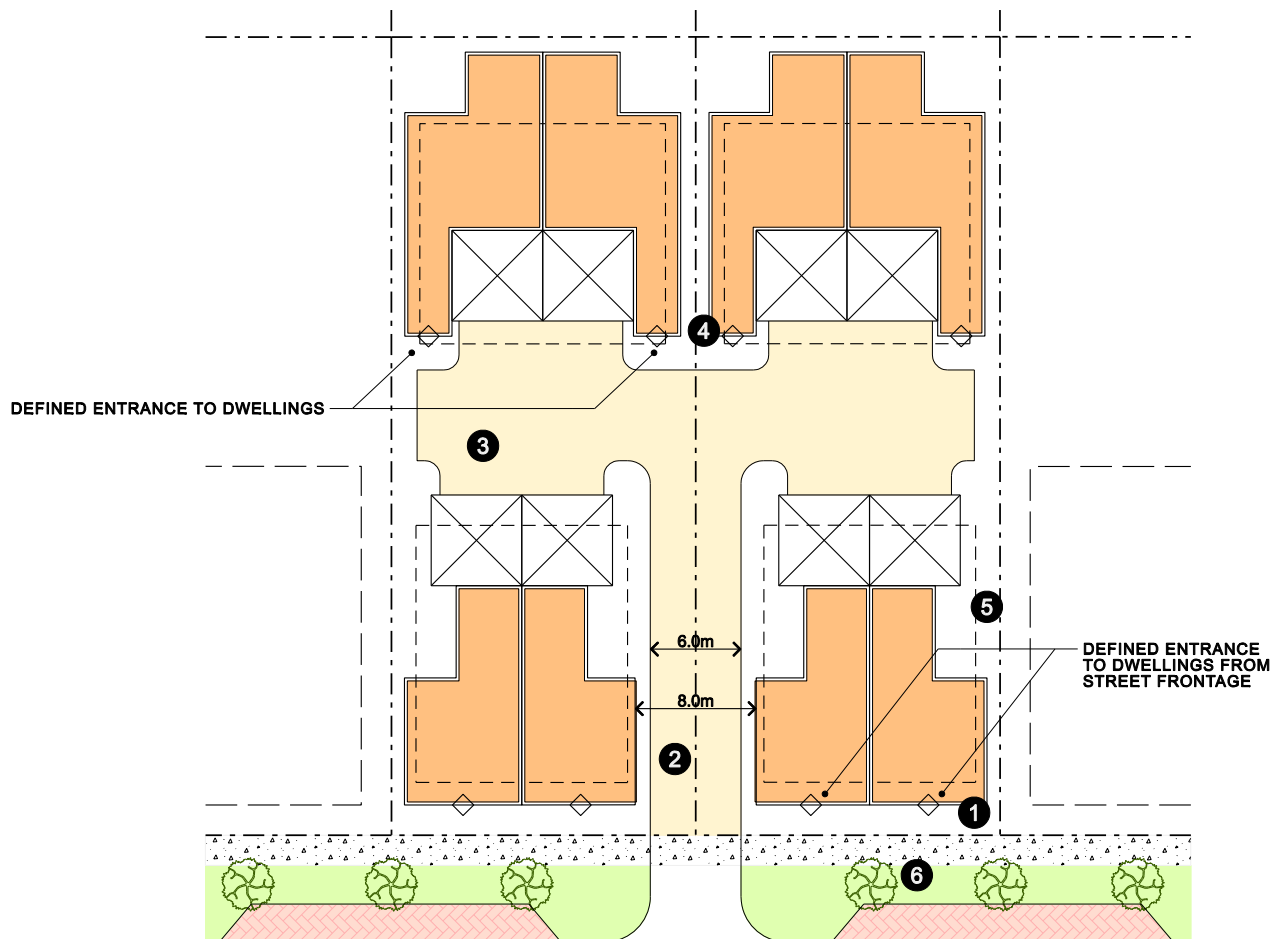 4
DEFINED ENTRANCE TO DWELLINGS
3
5
6.0m
DEFINED ENTRANCE
TO DWELLINGS FROM
STREET FRONTAGE
8.0m
2
1
6